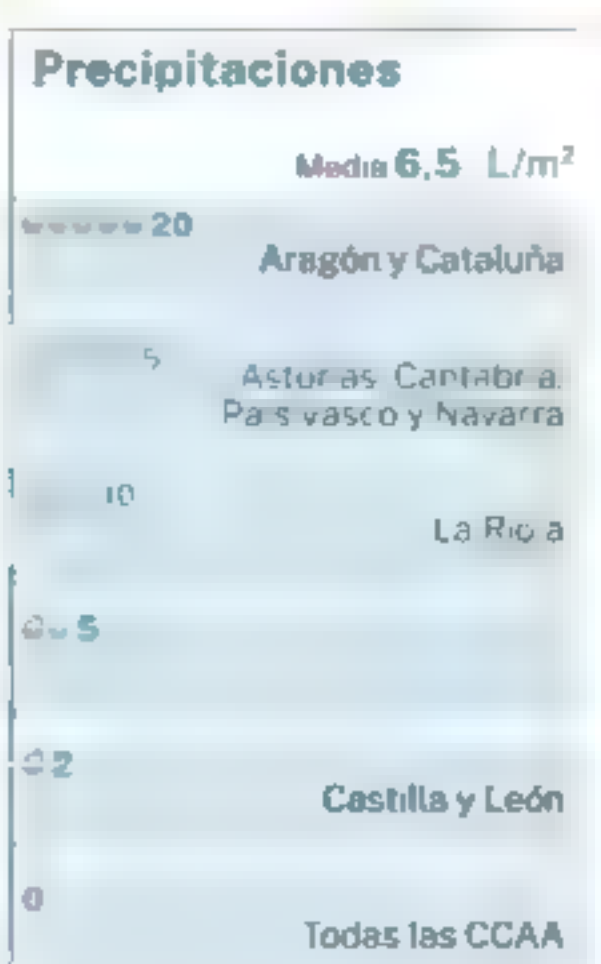 Precipitaciones
Media 6,5 L/m²
20
Aragón y Cataluña
5
Asturias, Cantabria,
País vasco y Navarra
10
La Rioja
5
2
Castilla y León
0
Todas las CCAA